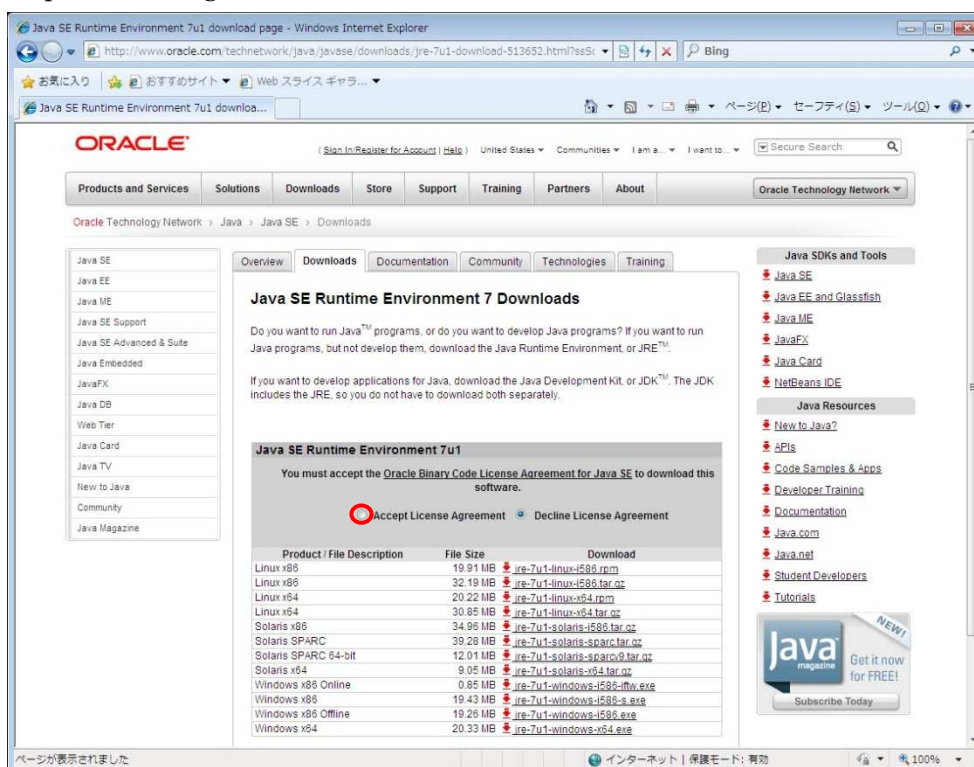 Java SE Runtime Environment 7u1 download page - Windows Internet Explorer
http://www.oracle.com/technetwork/java/javase/downloads/jre-7u1-download-513652.html?ssSc
Bing
お気に入り おすすめサイト Web スライス ギャラ...
Java SE Runtime Environment 7u1 downloa...
ページ(P) セーフティ(S) ツール(O)
ORACLE
( Sign In/Register for Account | Help ) United States Communities I am a... I want to...
Secure Search
Products and Services Solutions Downloads Store Support Training Partners About
Oracle Technology Network
Oracle Technology Network > Java > Java SE > Downloads
Java SE
Java EE
Java ME
Java SE Support
Java SE Advanced & Suite
Java Embedded
JavaFX
Java DB
Web Tier
Java Card
Java TV
New to Java
Community
Java Magazine
Overview Downloads Documentation Community Technologies Training
Java SE Runtime Environment 7 Downloads
Do you want to run Java™ programs, or do you want to develop Java programs? If you want to run
Java programs, but not develop them, download the Java Runtime Environment, or JRE™.
If you want to develop applications for Java, download the Java Development Kit, or JDK™. The JDK
includes the JRE, so you do not have to download both separately.
Java SE Runtime Environment 7u1
You must accept the Oracle Binary Code License Agreement for Java SE to download this
software.
Accept License Agreement Decline License Agreement
Product / File Description File Size Download
Linux x86 19.91 MB jre-7u1-linux-i586.rpm
Linux x86 32.19 MB jre-7u1-linux-i586.tar.gz
Linux x64 20.22 MB jre-7u1-linux-x64.rpm
Linux x64 30.85 MB jre-7u1-linux-x64.tar.gz
Solaris x86 34.96 MB jre-7u1-solaris-i586.tar.gz
Solaris SPARC 39.28 MB jre-7u1-solaris-sparc.tar.gz
Solaris SPARC 64-bit 12.01 MB jre-7u1-solaris-sparcv9.tar.gz
Solaris x64 9.05 MB jre-7u1-solaris-x64.tar.gz
Windows x86 Online 0.85 MB jre-7u1-windows-i586-iftw.exe
Windows x86 19.43 MB jre-7u1-windows-i586-s.exe
Windows x86 Offline 19.26 MB jre-7u1-windows-i586.exe
Windows x64 20.33 MB jre-7u1-windows-x64.exe
Java SDKs and Tools
Java SE
Java EE and Glassfish
Java ME
JavaFX
Java Card
NetBeans IDE
Java Resources
New to Java?
APIs
Code Samples & Apps
Developer Training
Documentation
Java.com
Java.net
Student Developers
Tutorials
NEW!
Java
magazine
Get it now
for FREE!
Subscribe Today
ページが表示されました インターネット | 保護モード: 有効 100%